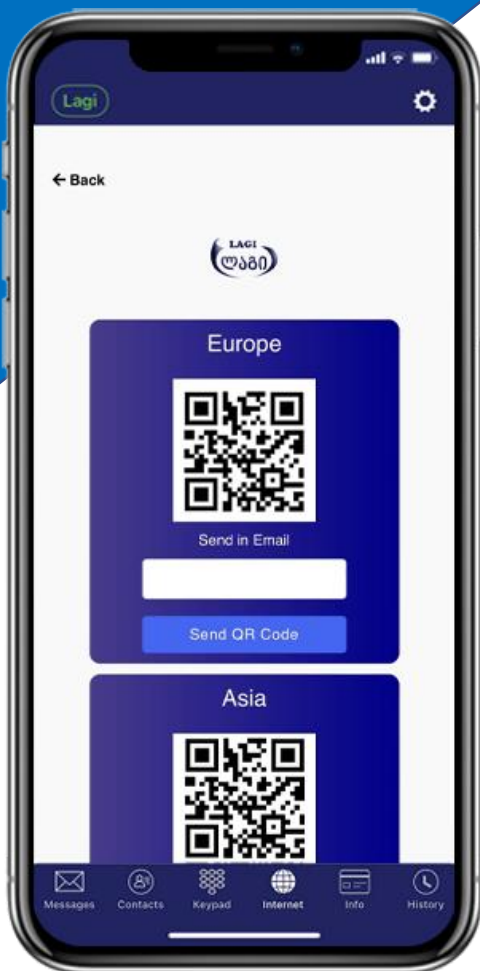 Lagi
← Back
LAGI
ლაგი
Europe
Send in Email
Send QR Code
Asia
Messages Contacts Keypad Internet Info History